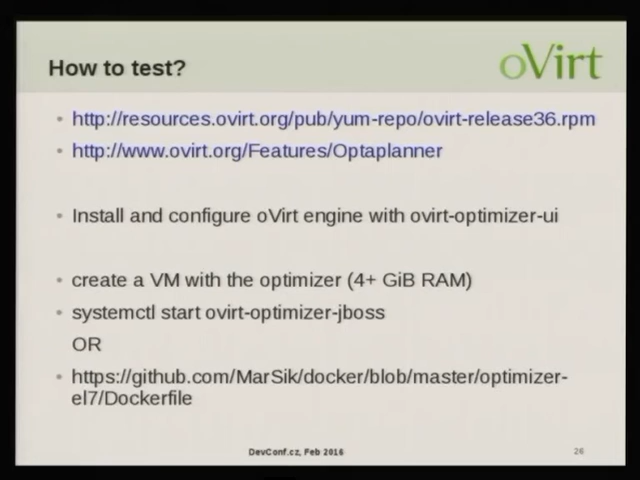 How to test?
oVirt
http://resources.ovirt.org/pub/yum-repo/ovirt-release36.rpm
http://www.ovirt.org/Features/Optaplanner
Install and configure oVirt engine with ovirt-optimizer-ui
create a VM with the optimizer (4+ GiB RAM)
systemctl start ovirt-optimizer-jboss
OR
https://github.com/MarSik/docker/blob/master/optimizer-
el7/Dockerfile
DevConf.cz, Feb 2016
26